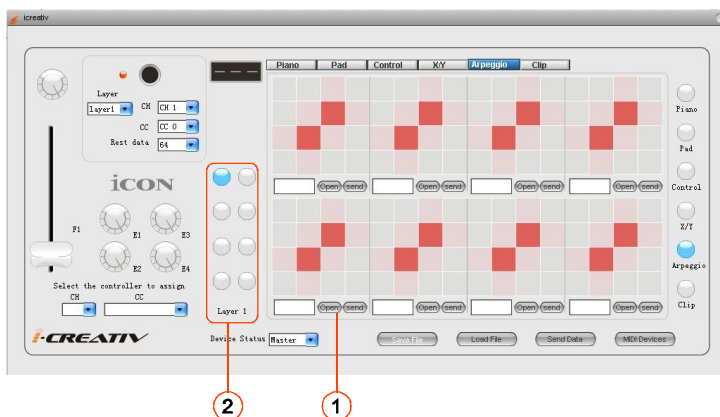 icreativ
Piano Pad Control X/Y Arpeggio Clip
Layer
layer1 CH CH 1
CC CC 0
Rest data 64
iCON
F1 E1 E3
E2 E4
Select the controller to assign
CH CC
Layer 1
Open send Open send Open send Open send
Open send Open send Open send Open send
Piano
Pad
Control
X/Y
Arpeggio
Clip
i-CREATIV
Device Status Master Save File Load File Send Data MIDI Devices
2 1